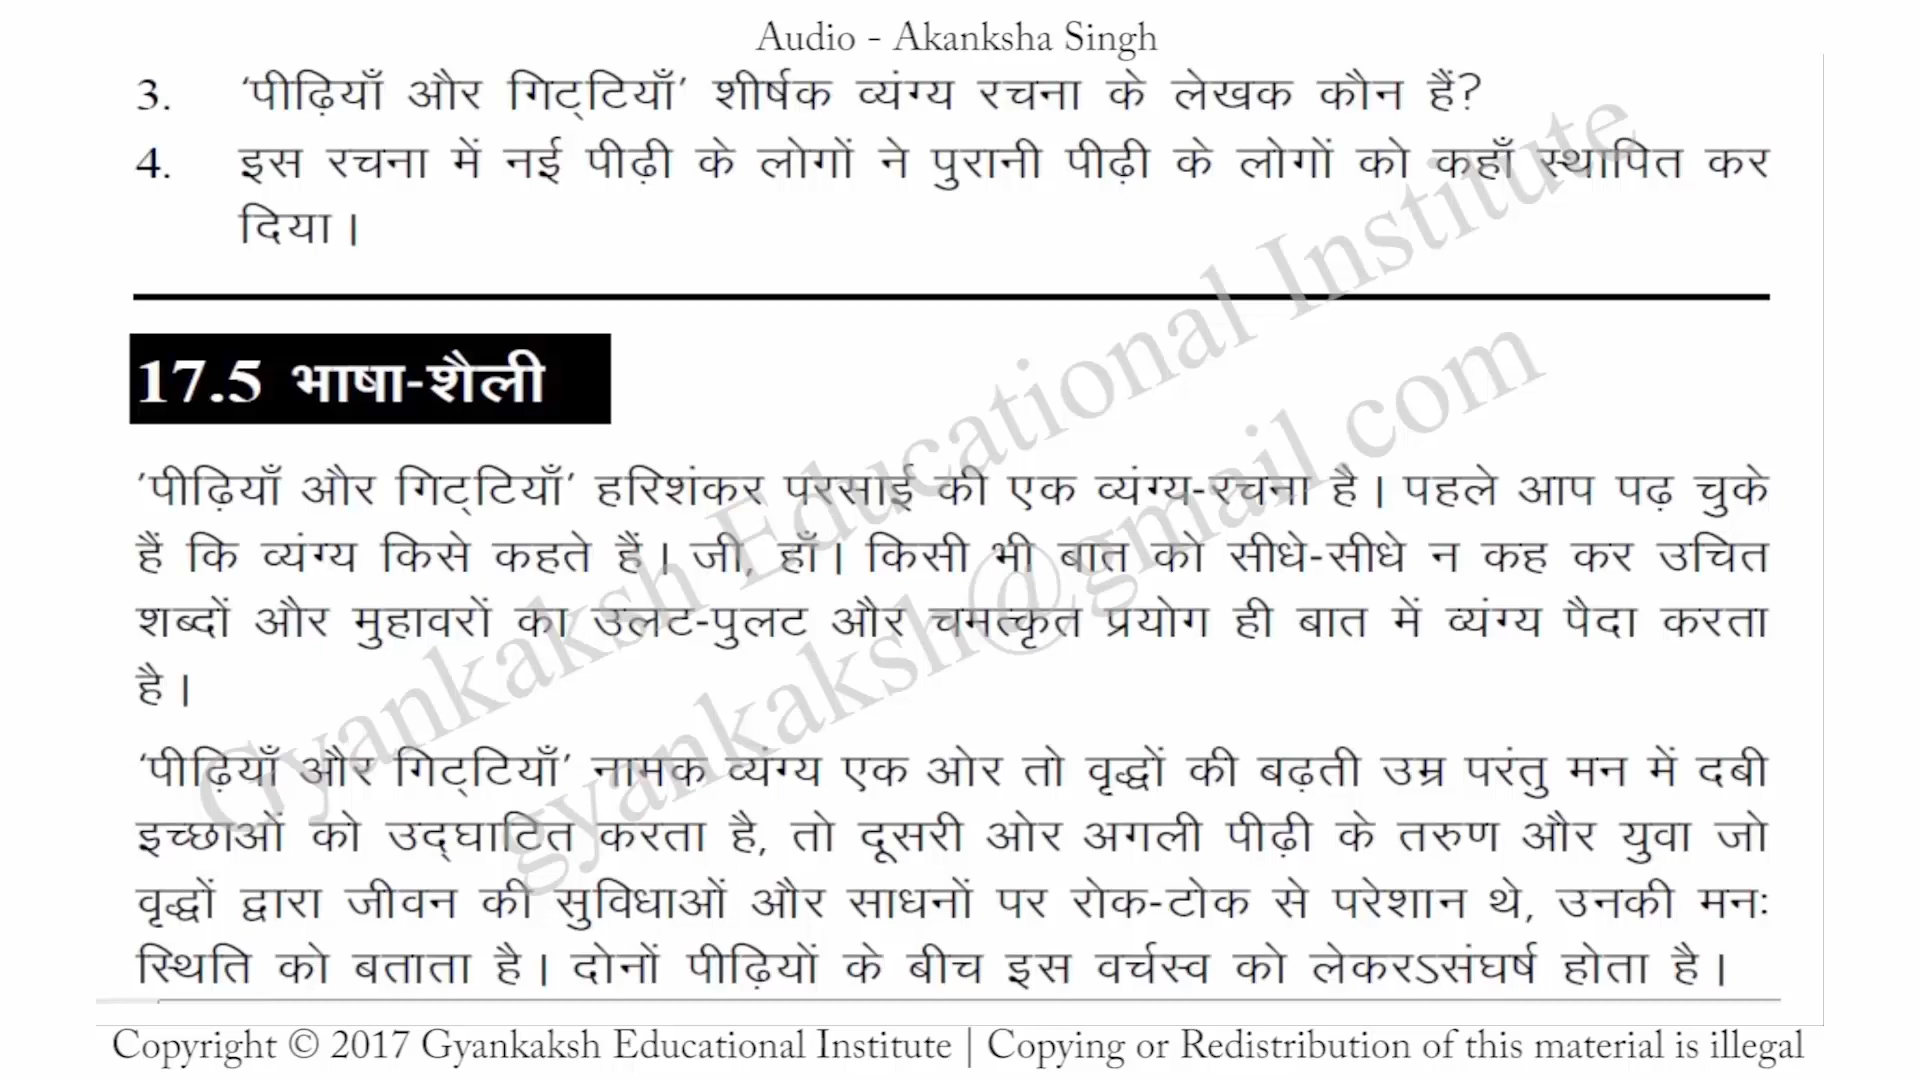 Audio - Akanksha Singh
3. ‘पीढ़ियाँ और गिट्टियाँ’ शीर्षक व्यंग्य रचना के लेखक कौन हैं?
4. इस रचना में नई पीढ़ी के लोगों ने पुरानी पीढ़ी के लोगों को कहाँ स्थापित कर
दिया।
17.5 भाषा-शैली
’पीढ़ियाँ और गिट्टियाँ’ हरिशंकर परसाई की एक व्यंग्य-रचना है। पहले आप पढ़ चुके
हैं कि व्यंग्य किसे कहते हैं। जी, हाँ। किसी भी बात को सीधे-सीधे न कह कर उचित
शब्दों और मुहावरों का उलट-पुलट और चमत्कृत प्रयोग ही बात में व्यंग्य पैदा करता
है।
‘पीढ़ियाँ और गिट्टियाँ’ नामक व्यंग्य एक ओर तो वृद्धों की बढ़ती उम्र परंतु मन में दबी
इच्छाओं को उद्घाटित करता है, तो दूसरी ओर अगली पीढ़ी के तरुण और युवा जो
वृद्धों द्वारा जीवन की सुविधाओं और साधनों पर रोक-टोक से परेशान थे, उनकी मनः
स्थिति को बताता है। दोनों पीढ़ियों के बीच इस वर्चस्व को लेकरऽसंघर्ष होता है।
Gyankaksh Educational Institute
gyankaksh@gmail.com
Copyright © 2017 Gyankaksh Educational Institute | Copying or Redistribution of this material is illegal